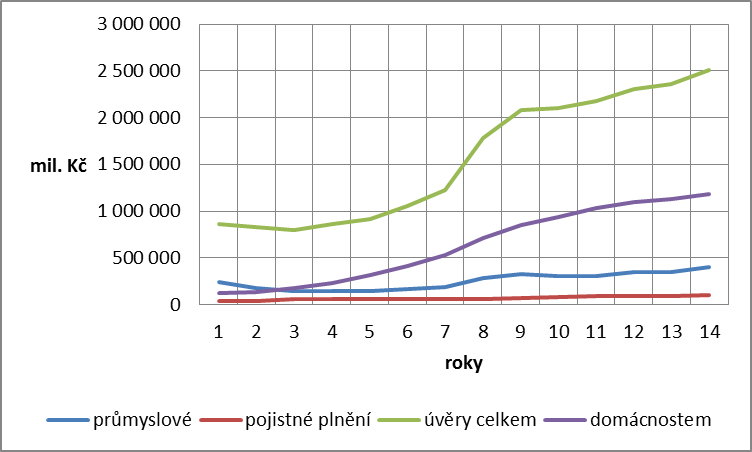 3 000 000
2 500 000
2 000 000
mil. Kč 1 500 000
1 000 000
500 000
0
1 2 3 4 5 6 7 8 9 10 11 12 13 14
roky
průmyslové pojistné plnění úvěry celkem domácnostem